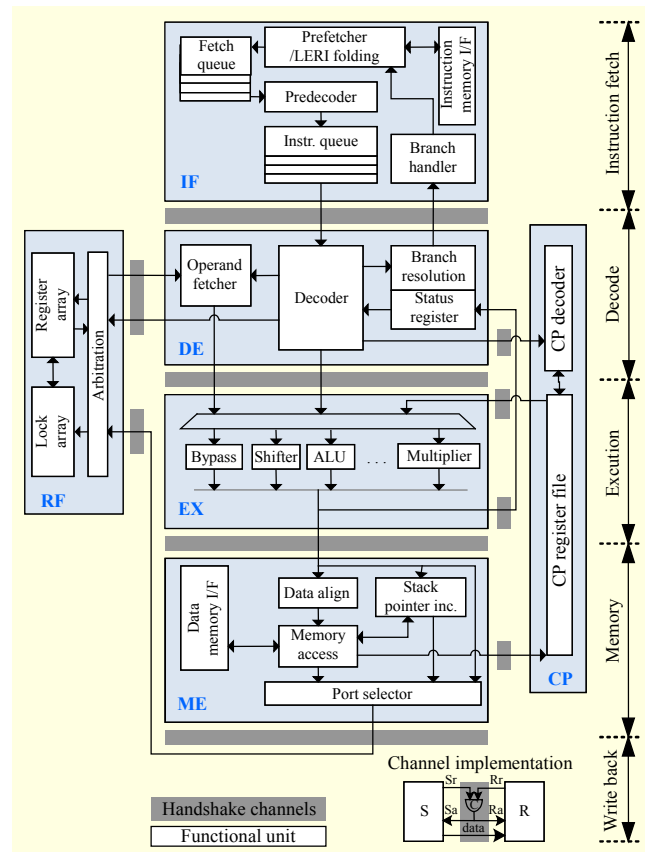 Fetch
queue
Prefetcher
/LERI folding
Instruction
memory I/F
Predecoder
Instr. queue
Branch
handler
IF
Instruction fetch
Register
array
Arbitration
Lock
array
RF
Operand
fetcher
Decoder
Branch
resolution
Status
register
DE
CP decoder
Decode
Bypass
Shifter
ALU
. . .
Multiplier
EX
CP register file
CP
Excution
Data
memory I/F
Data align
Stack
pointer inc.
Memory
access
Port selector
ME
Memory
Channel implementation
Sr
Rr
S
C
R
Sa
Ra
data
Write back
Handshake channels
Functional unit